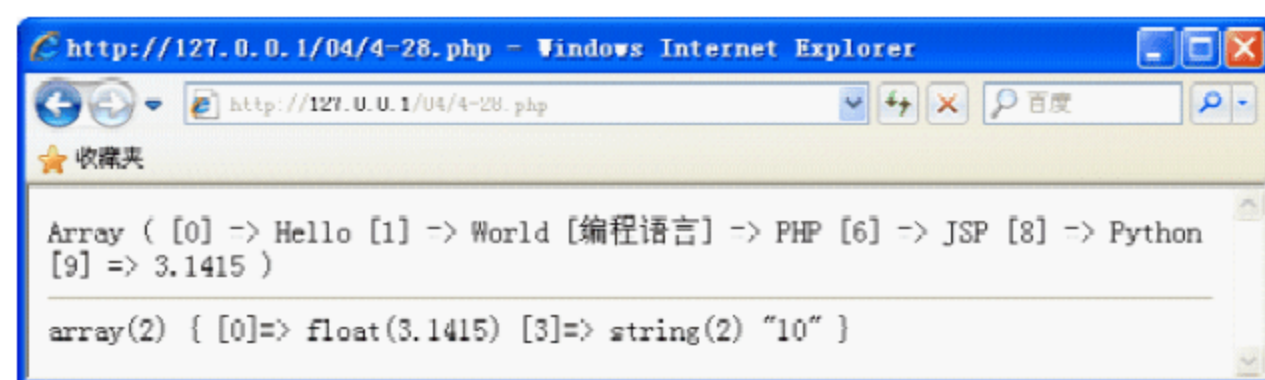 http://127.0.0.1/04/4-28.php - Windows Internet Explorer
http://127.0.0.1/04/4-28.php
百度
收藏夹
Array ( [0] => Hello [1] => World [编程语言] => PHP [6] => JSP [8] => Python
[9] => 3.1415 )
array(2) { [0]=> float(3.1415) [3]=> string(2) "10" }